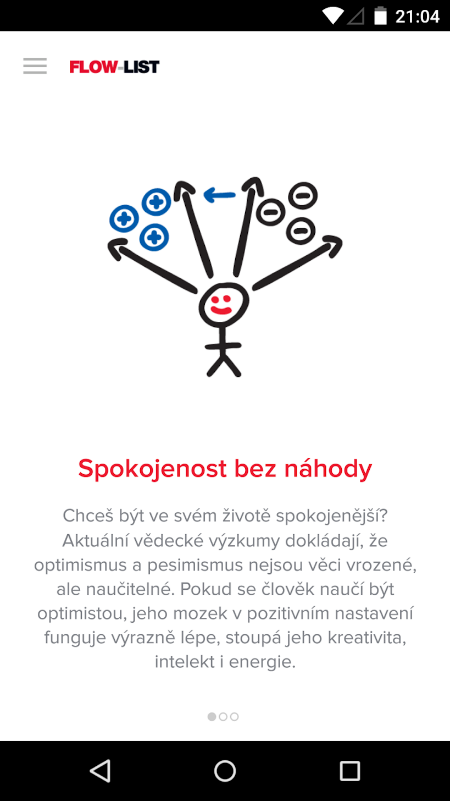 21:04
FLOW-LIST
Spokojenost bez náhody
Chceš být ve svém životě spokojenější?
Aktuální vědecké výzkumy dokládají, že
optimismus a pesimismus nejsou věci vrozené,
ale naučitelné. Pokud se člověk naučí být
optimistou, jeho mozek v pozitivním nastavení
funguje výrazně lépe, stoupá jeho kreativita,
intelekt i energie.